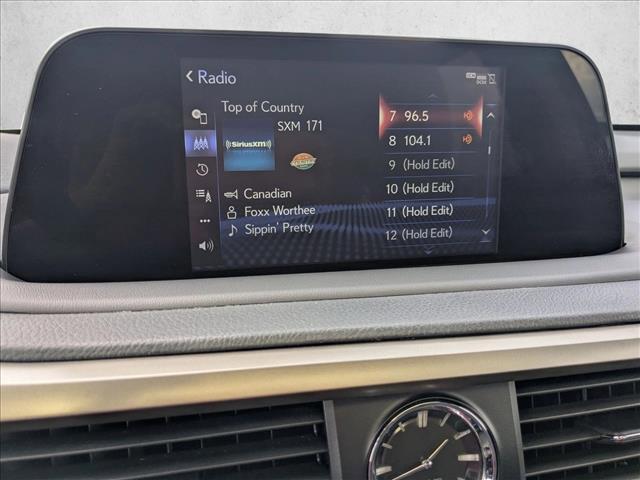 Radio
Top of Country
SXM 171
((SiriusXM))
Canadian
Foxx Worthee
Sippin' Pretty
7 96.5
8 104.1
9 (Hold Edit)
10 (Hold Edit)
11 (Hold Edit)
12 (Hold Edit)